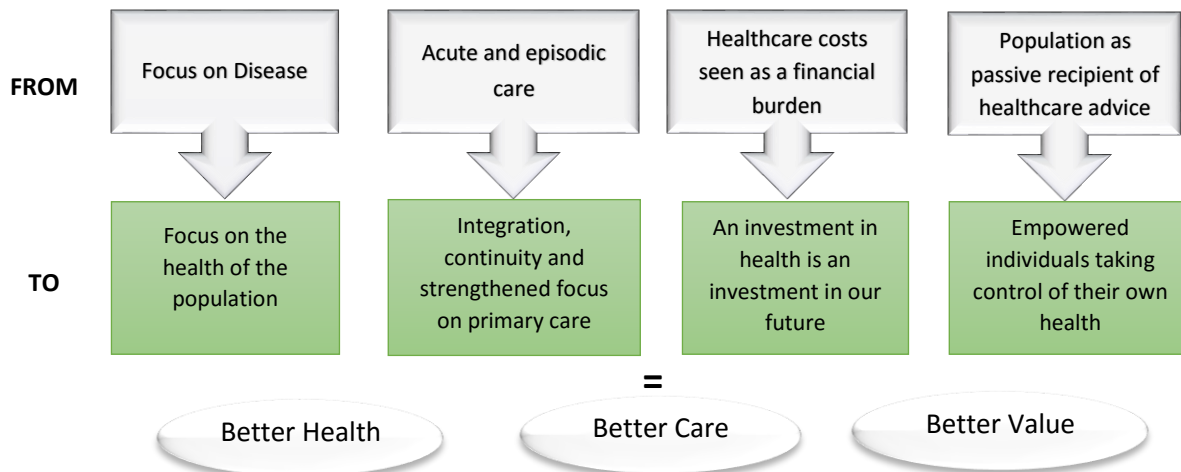 FROM
Focus on Disease
Acute and episodic
care
Healthcare costs
seen as a financial
burden
Population as
passive recipient of
healthcare advice
TO
Focus on the
health of the
population
Integration,
continuity and
strengthened focus
on primary care
An investment in
health is an
investment in our
future
Empowered
individuals taking
control of their own
health
=
Better Health
Better Care
Better Value